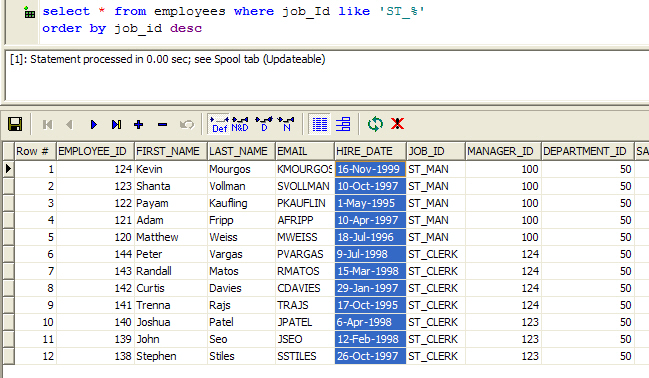 select * from employees where job_Id like 'ST_%'
order by job_id desc
[1]: Statement processed in 0.00 sec; see Spool tab (Updateable)
Def N&D D N
Row # EMPLOYEE_ID FIRST_NAME LAST_NAME EMAIL HIRE_DATE JOB_ID MANAGER_ID DEPARTMENT_ID SA
1 124 Kevin Mourgos KMOURGOS 16-Nov-1999 ST_MAN 100 50
2 123 Shanta Vollman SVOLLMAN 10-Oct-1997 ST_MAN 100 50
3 122 Payam Kaufling PKAUFLIN 1-May-1995 ST_MAN 100 50
4 121 Adam Fripp AFRIPP 10-Apr-1997 ST_MAN 100 50
5 120 Matthew Weiss MWEISS 18-Jul-1996 ST_MAN 100 50
6 144 Peter Vargas PVARGAS 9-Jul-1998 ST_CLERK 124 50
7 143 Randall Matos RMATOS 15-Mar-1998 ST_CLERK 124 50
8 142 Curtis Davies CDAVIES 29-Jan-1997 ST_CLERK 124 50
9 141 Trenna Rajs TRAJS 17-Oct-1995 ST_CLERK 124 50
10 140 Joshua Patel JPATEL 6-Apr-1998 ST_CLERK 123 50
11 139 John Seo JSEO 12-Feb-1998 ST_CLERK 123 50
12 138 Stephen Stiles SSTILES 26-Oct-1997 ST_CLERK 123 50